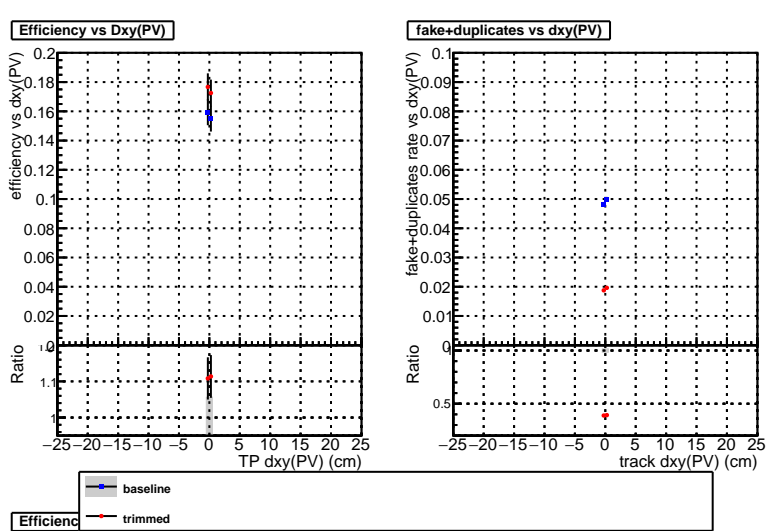 Efficiency vs Dxy(PV)
efficiency vs dxy(PV)
0.2
0.18
0.16
0.14
0.12
0.1
0.08
0.06
0.04
0.02
0
Ratio
1.1
1
−25 −20 −15 −10 −5 0 5 10 15 20 25
TP dxy(PV) (cm)
fake+duplicates vs dxy(PV)
fake+duplicates rate vs dxy(PV)
0.1
0.09
0.08
0.07
0.06
0.05
0.04
0.03
0.02
0.01
Ratio
0.5
−25 −20 −15 −10 −5 0 5 10 15 20 25
track dxy(PV) (cm)
baseline
trimmed
Efficienc